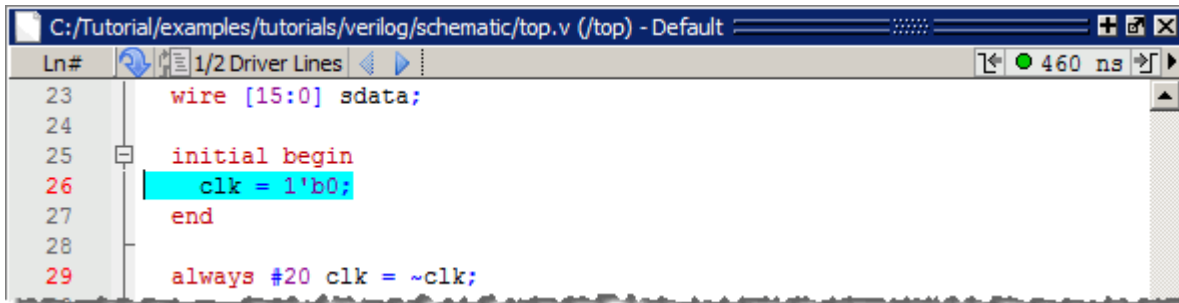 C:/Tutorial/examples/tutorials/verilog/schematic/top.v (/top) - Default
Ln# 1/2 Driver Lines 460 ns
23 wire [15:0] sdata;
24
25 initial begin
26 clk = 1'b0;
27 end
28
29 always #20 clk = ~clk;